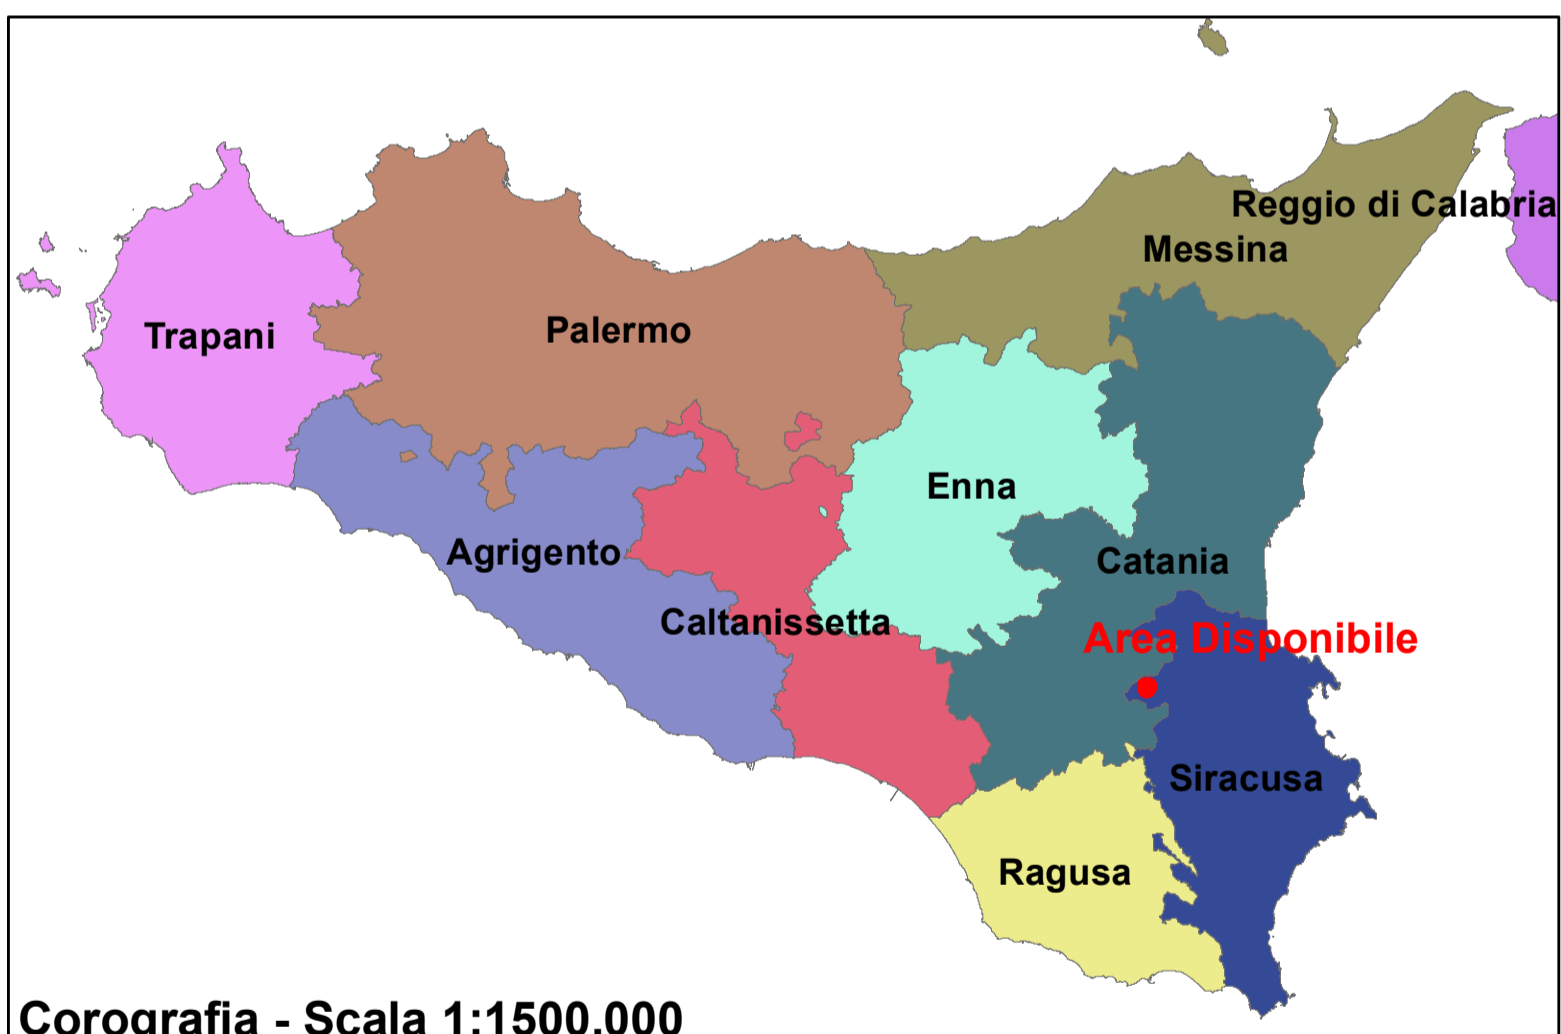 Reggio di Calabria
Messina
Trapani
Palermo
Enna
Agrigento
Catania
Caltanissetta
Area Disponibile
Siracusa
Ragusa
Corografia - Scala 1:1500.000